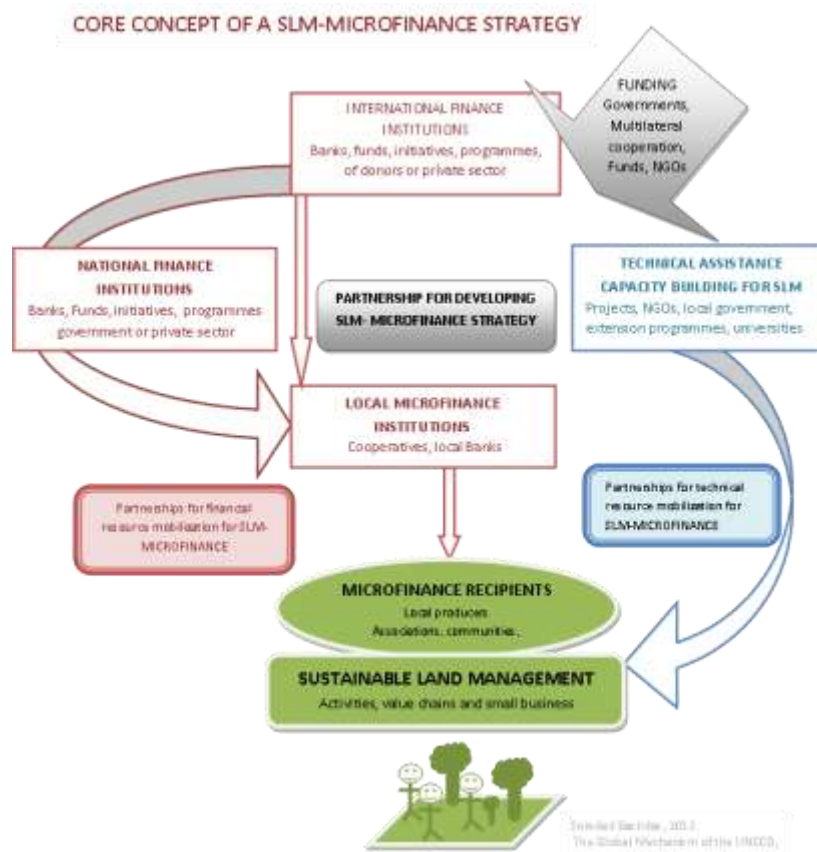 CORE CONCEPT OF A SLM-MICROFINANCE STRATEGY
FUNDING
Governments,
Multilateral
cooperation,
Funds, NGOs
INTERNATIONAL FINANCE
INSTITUTIONS
Banks, funds, initiatives, programmes,
of donors or private sector
NATIONAL FINANCE
INSTITUTIONS
Banks, Funds, initiatives, programmes
government or private sector
PARTNERSHIP FOR DEVELOPING
SLM- MICROFINANCE STRATEGY
TECHNICAL ASSISTANCE
CAPACITY BUILDING FOR SLM
Projects, NGOs, local government,
extension programmes, universities
LOCAL MICROFINANCE
INSTITUTIONS
Cooperatives, local Banks
Partnerships for financial
resource mobilization for SLM-
MICROFINANCE
Partnerships for technical
resource mobilization for
SLM-MICROFINANCE
MICROFINANCE RECIPIENTS
Local producers
Associations, communities,
SUSTAINABLE LAND MANAGEMENT
Activities, value chains and small business
The Global Mechanism of the UNCCD,